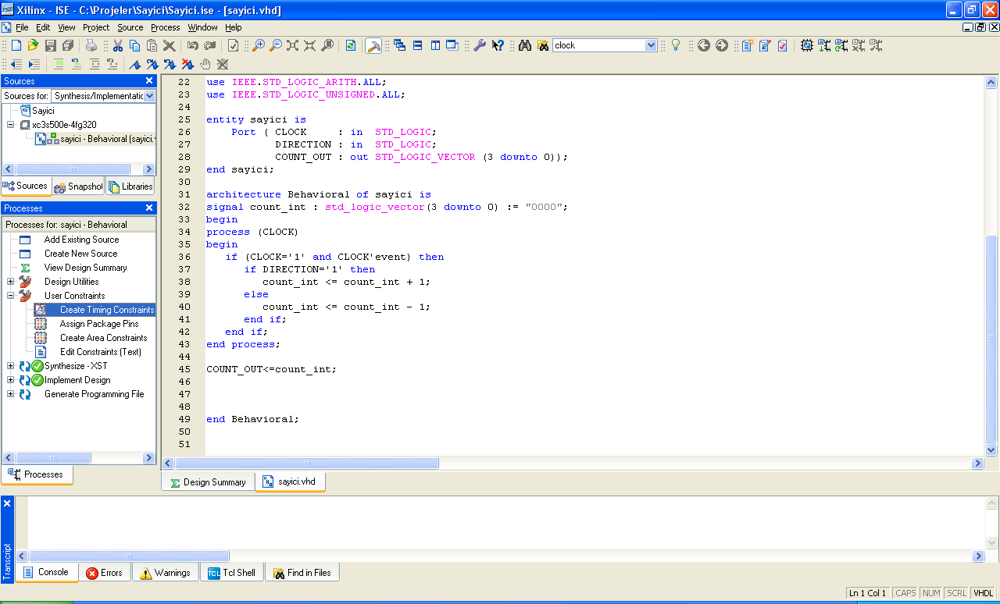 Xilinx - ISE - C:\Projeler\Sayici\Sayici.ise - [sayici.vhd]
File Edit View Project Source Process Window Help
clock
Sources
Sources for: Synthesis/Implementatic
Sayici
xc3s500e-4fg320
sayici - Behavioral (sayici.v
Sources Snapshol Libraries
Processes
Processes for: sayici - Behavioral
Add Existing Source
Create New Source
View Design Summary
Design Utilities
User Constraints
Create Timing Constraints
Assign Package Pins
Create Area Constraints
Edit Constraints (Text)
Synthesize - XST
Implement Design
Generate Programming File
Processes
22 use IEEE.STD_LOGIC_ARITH.ALL;
23 use IEEE.STD_LOGIC_UNSIGNED.ALL;
24
25 entity sayici is
26     Port ( CLOCK     : in  STD_LOGIC;
27            DIRECTION : in  STD_LOGIC;
28            COUNT_OUT : out STD_LOGIC_VECTOR (3 downto 0));
29 end sayici;
30
31 architecture Behavioral of sayici is
32 signal count_int : std_logic_vector(3 downto 0) := "0000";
33 begin
34 process (CLOCK)
35 begin
36    if (CLOCK='1' and CLOCK'event) then
37       if DIRECTION='1' then
38          count_int <= count_int + 1;
39       else
40          count_int <= count_int - 1;
41       end if;
42    end if;
43 end process;
44
45 COUNT_OUT<=count_int;
46
47
48
49 end Behavioral;
50
51
Design Summary sayici.vhd
Transcript
Console Errors Warnings TCL Tcl Shell Find in Files
Ln 1 Col 1 CAPS NUM SCRL VHDL